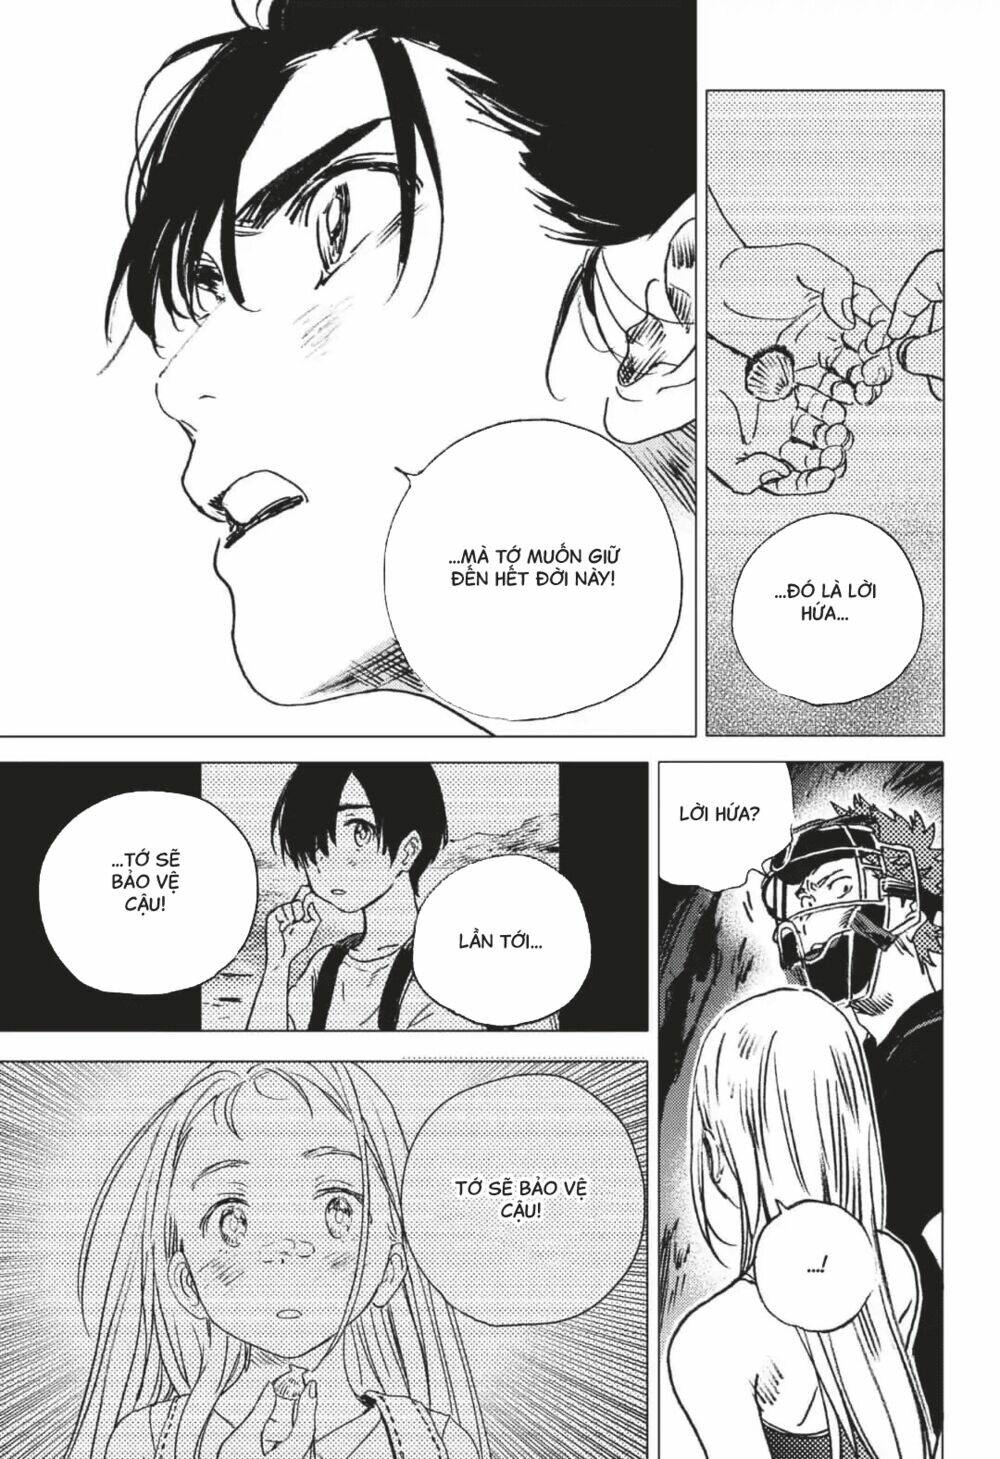 ...ĐÓ LÀ LỜI
HỨA...
...MÀ TỚ MUỐN GIỮ
ĐẾN HẾT ĐỜI NÀY!
LỜI HỨA?
...!
LẦN TỚI...
...TỚ SẼ
BẢO VỆ
CẬU!
TỚ SẼ BẢO VỆ
CẬU!